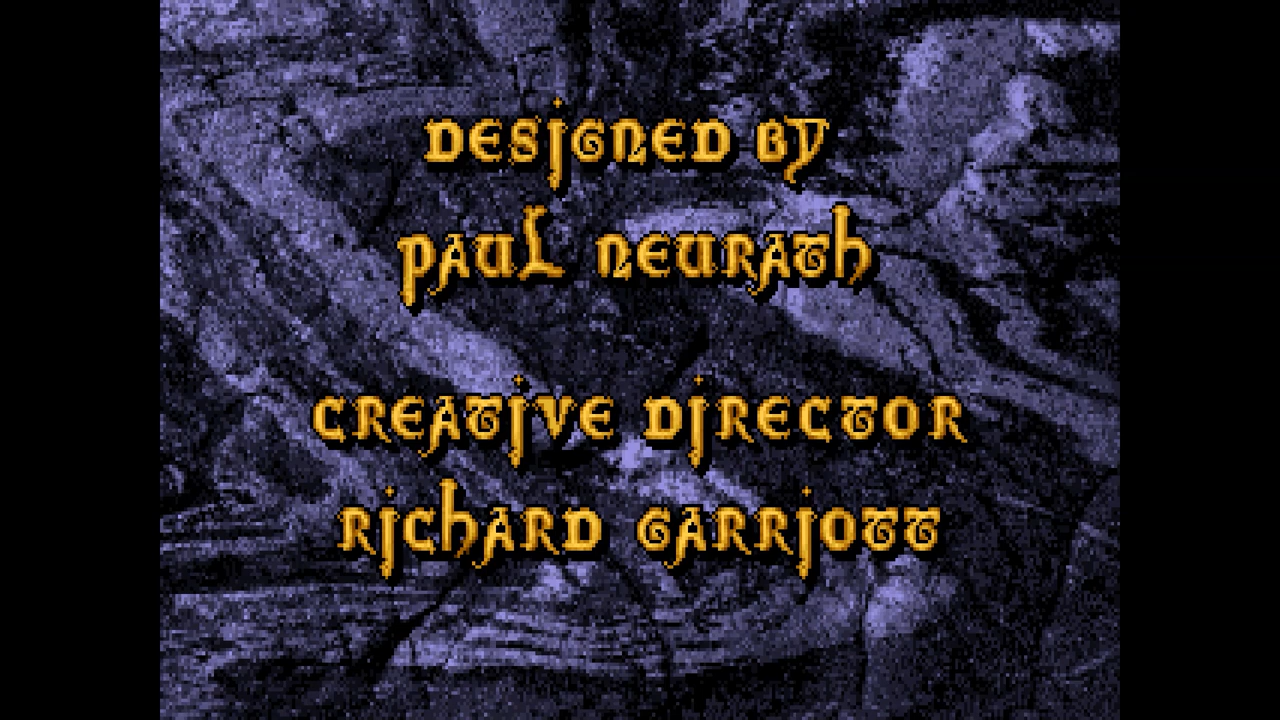 DESIGNED BY
PAUL NEURATH
CREATIVE DIRECTOR
RICHARD GARRIOTT